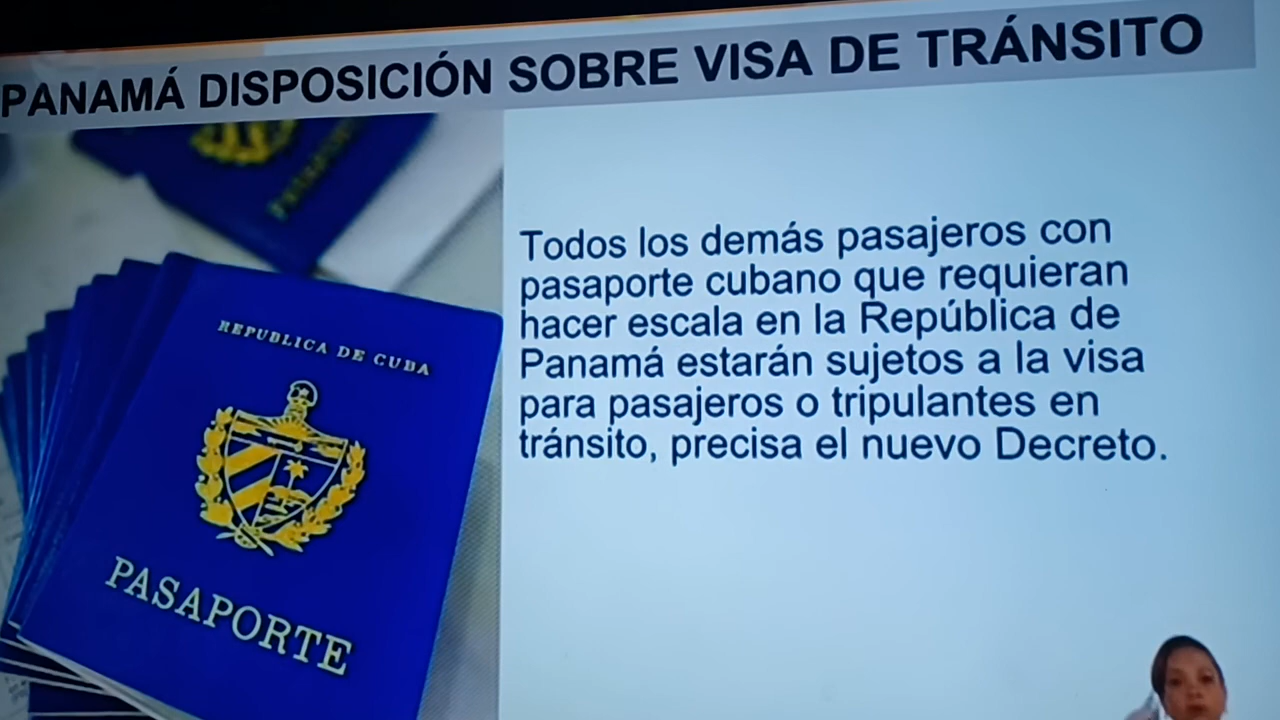 PANAMÁ DISPOSICIÓN SOBRE VISA DE TRÁNSITO
Todos los demás pasajeros con
pasaporte cubano que requieran
hacer escala en la República de
Panamá estarán sujetos a la visa
para pasajeros o tripulantes en
tránsito, precisa el nuevo Decreto.
REPUBLICA DE CUBA
PASAPORTE